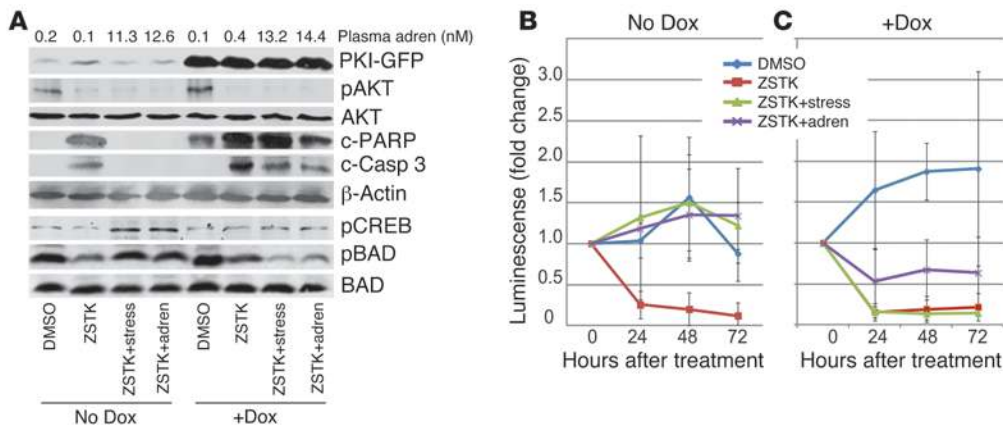 A
0.2 0.1 11.3 12.6 0.1 0.4 13.2 14.4 Plasma adren (nM)
PKI-GFP
pAKT
AKT
c-PARP
c-Casp 3
β-Actin
pCREB
pBAD
BAD
DMSO
ZSTK
ZSTK+stress
ZSTK+adren
DMSO
ZSTK
ZSTK+stress
ZSTK+adren
No Dox
+Dox
B
No Dox
Luminescense (fold change)
3.0
2.5
2.0
1.5
1.0
0.5
0
0 24 48 72
Hours after treatment
DMSO
ZSTK
ZSTK+stress
ZSTK+adren
C
+Dox
0 24 48 72
Hours after treatment